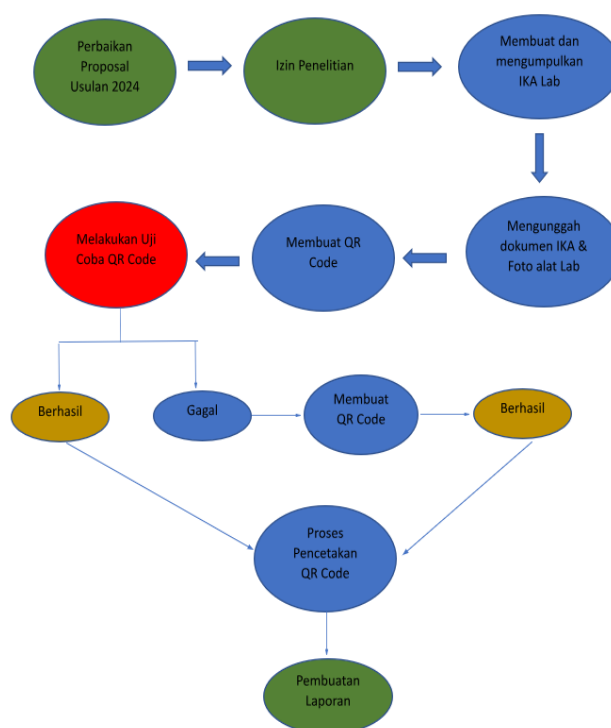 Perbaikan
Proposal
Usulan 2024
Izin Penelitian
Membuat dan
mengumpulkan
IKA Lab
Mengunggah
dokumen IKA &
Foto alat Lab
Membuat QR
Code
Melakukan Uji
Coba QR Code
Berhasil
Gagal
Membuat
QR Code
Berhasil
Proses
Pencetakan
QR Code
Pembuatan
Laporan